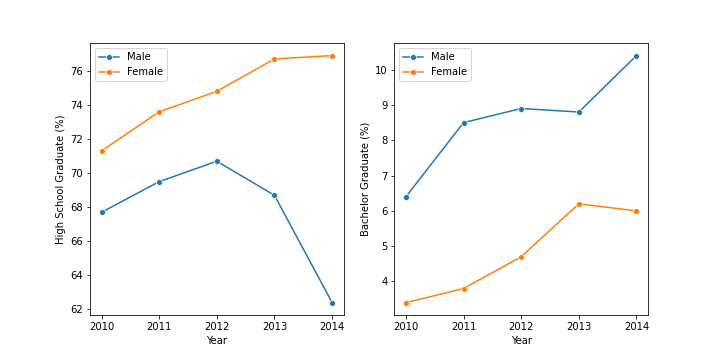 Male
Female
High School Graduate (%)
76
74
72
70
68
66
64
62
2010 2011 2012 2013 2014
Year
Male
Female
Bachelor Graduate (%)
10
9
8
7
6
5
4
2010 2011 2012 2013 2014
Year